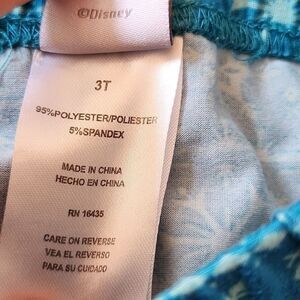 ©Disney
3T
95%POLYESTER/POLIESTER
5%SPANDEX
MADE IN CHINA
HECHO EN CHINA
RN 16435
CARE ON REVERSE
VEA EL REVERSO
PARA SU CUIDADO